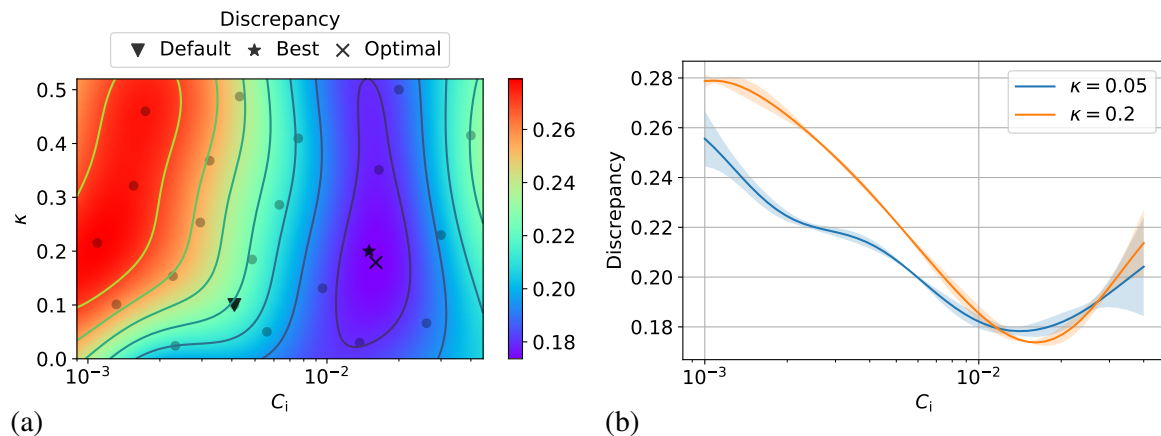 Discrepancy
Default Best Optimal
κ
0.5
0.4
0.3
0.2
0.1
0.0
10⁻³ 10⁻²
Cᵢ
0.26
0.24
0.22
0.20
0.18
(a)
Discrepancy
0.28
0.26
0.24
0.22
0.20
0.18
κ = 0.05
κ = 0.2
10⁻³ 10⁻²
Cᵢ
(b)